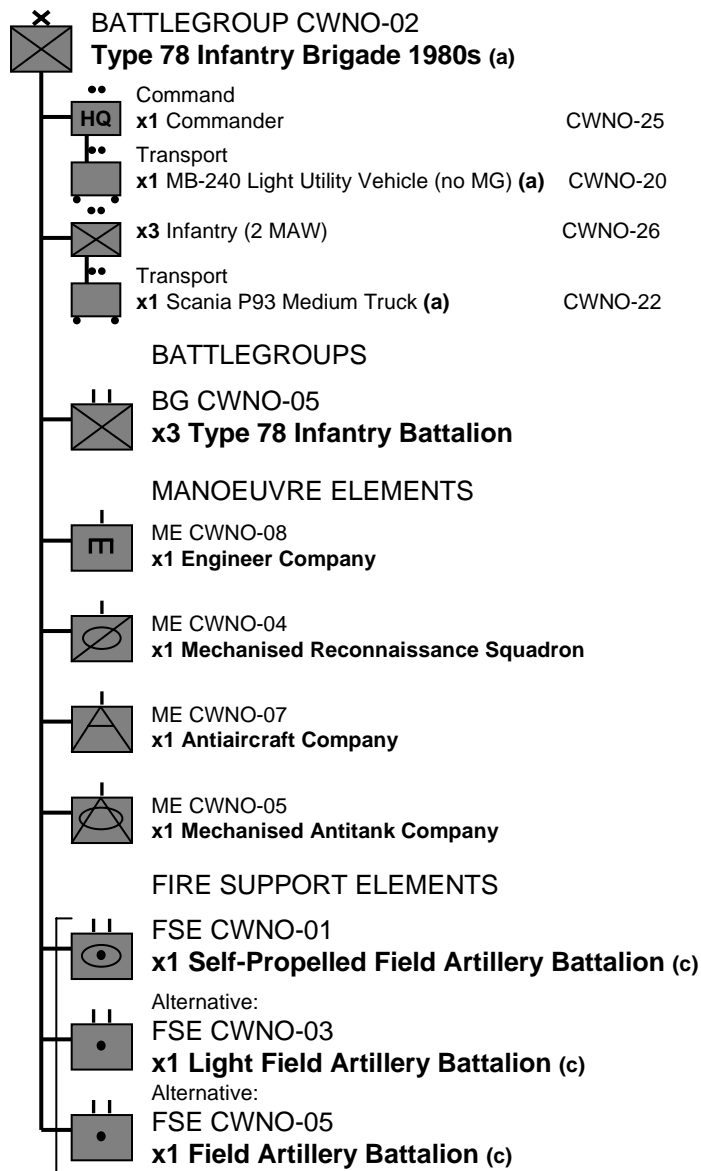 BATTLEGROUP CWNO-02
Type 78 Infantry Brigade 1980s (a)
Command
HQ x1 Commander CWNO-25
Transport
x1 MB-240 Light Utility Vehicle (no MG) (a) CWNO-20
x3 Infantry (2 MAW) CWNO-26
Transport
x1 Scania P93 Medium Truck (a) CWNO-22
BATTLEGROUPS
BG CWNO-05
x3 Type 78 Infantry Battalion
MANOEUVRE ELEMENTS
ME CWNO-08
x1 Engineer Company
ME CWNO-04
x1 Mechanised Reconnaissance Squadron
ME CWNO-07
x1 Antiaircraft Company
ME CWNO-05
x1 Mechanised Antitank Company
FIRE SUPPORT ELEMENTS
FSE CWNO-01
x1 Self-Propelled Field Artillery Battalion (c)
Alternative:
FSE CWNO-03
x1 Light Field Artillery Battalion (c)
Alternative:
FSE CWNO-05
x1 Field Artillery Battalion (c)